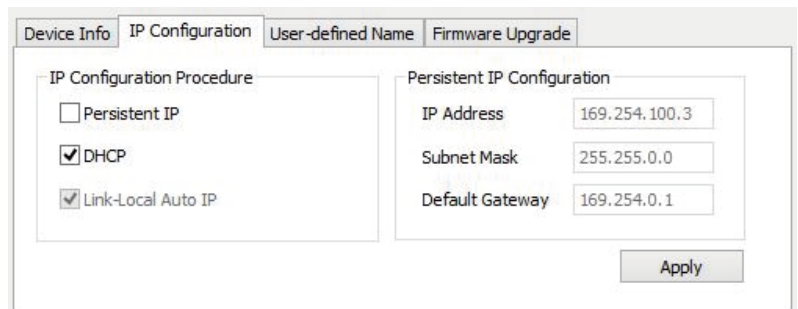 Device Info IP Configuration User-defined Name Firmware Upgrade
IP Configuration Procedure
Persistent IP
DHCP
Link-Local Auto IP
Persistent IP Configuration
IP Address 169.254.100.3
Subnet Mask 255.255.0.0
Default Gateway 169.254.0.1
Apply